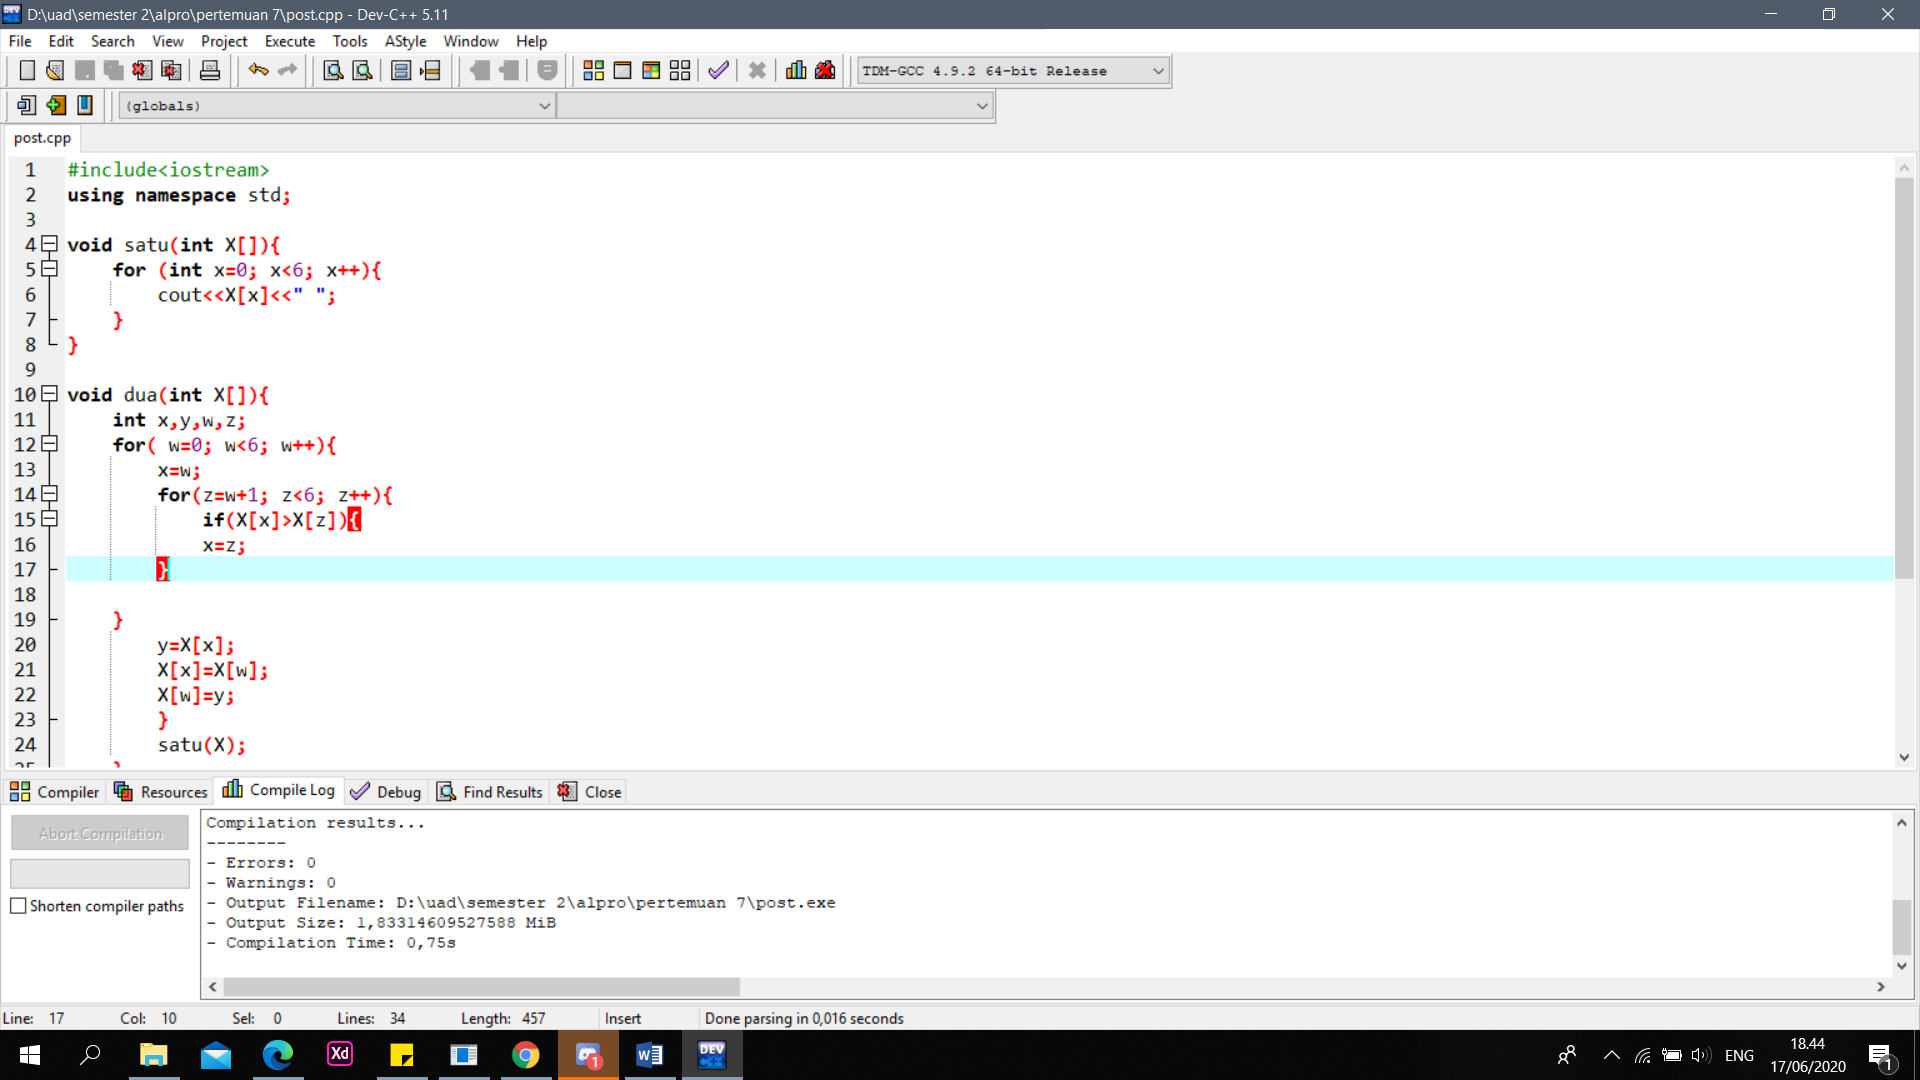 D:\uad\semester 2\alpro\pertemuan 7\post.cpp - Dev-C++ 5.11
File Edit Search View Project Execute Tools AStyle Window Help
TDM-GCC 4.9.2 64-bit Release
(globals)
post.cpp
1 #include<iostream>
2 using namespace std;
3
4 void satu(int X[]){
5 for (int x=0; x<6; x++){
6 cout<<X[x]<<" ";
7 }
8 }
9
10 void dua(int X[]){
11 int x,y,w,z;
12 for( w=0; w<6; w++){
13 x=w;
14 for(z=w+1; z<6; z++){
15 if(X[x]>X[z]){
16 x=z;
17 }
18
19 }
20 y=X[x];
21 X[x]=X[w];
22 X[w]=y;
23 }
24 satu(X);
Compiler Resources Compile Log Debug Find Results Close
Abort Compilation
Shorten compiler paths
Compilation results...
--------
- Errors: 0
- Warnings: 0
- Output Filename: D:\uad\semester 2\alpro\pertemuan 7\post.exe
- Output Size: 1,83314609527588 MiB
- Compilation Time: 0,75s
Line: 17 Col: 10 Sel: 0 Lines: 34 Length: 457 Insert Done parsing in 0,016 seconds
Xd
1
DEV C++
ENG
18.44
17/06/2020
1